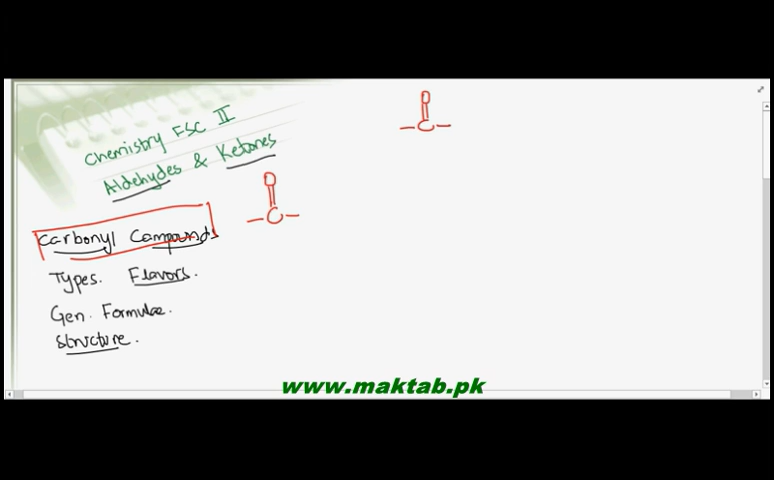 Chemistry FSC II
Aldehydes & Ketones
O
-C-
O
-C-
Carbonyl Compounds
Types. Flavors.
Gen. Formulae.
Structure.
www.maktab.pk